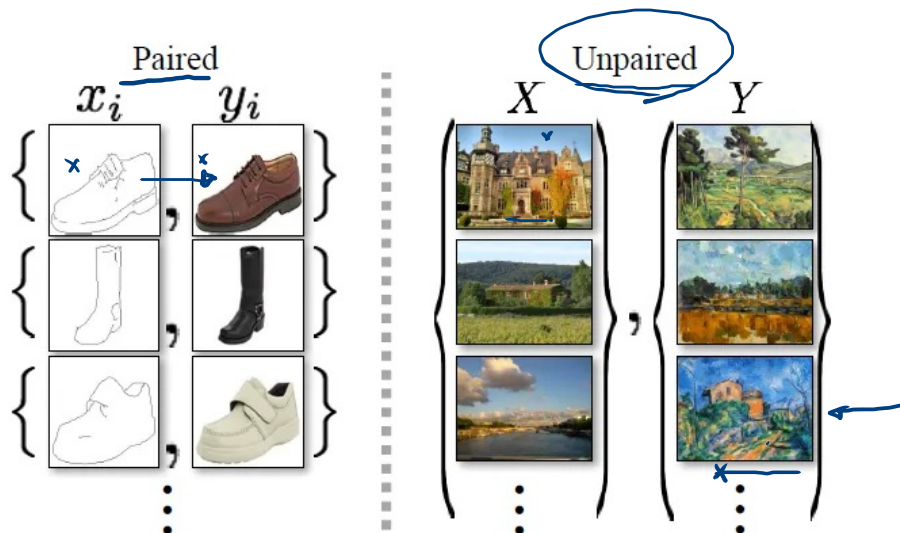 Paired
Unpaired
x_i
y_i
X
Y
{ , }
{ , }
{ , }
{ , }